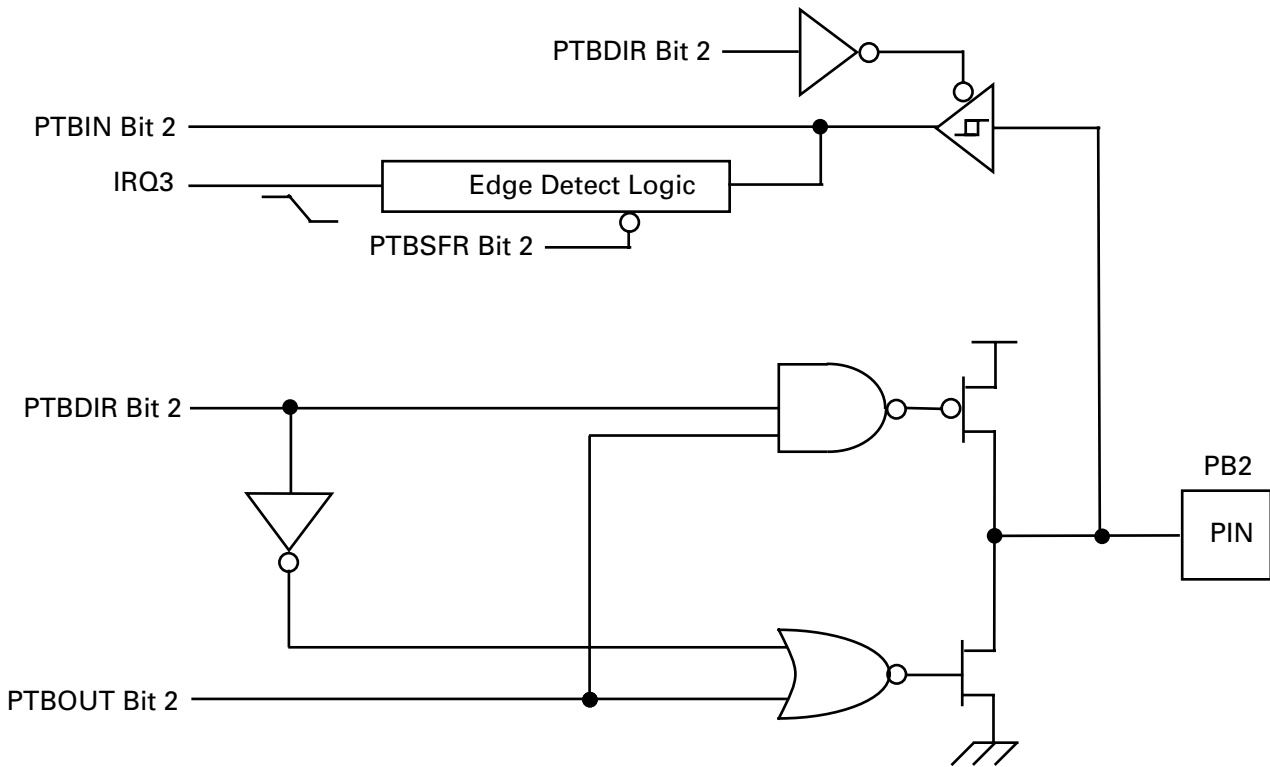 PTBDIR Bit 2
PTBIN Bit 2
IRQ3
Edge Detect Logic
PTBSFR Bit 2
PTBDIR Bit 2
PB2
PIN
PTBOUT Bit 2